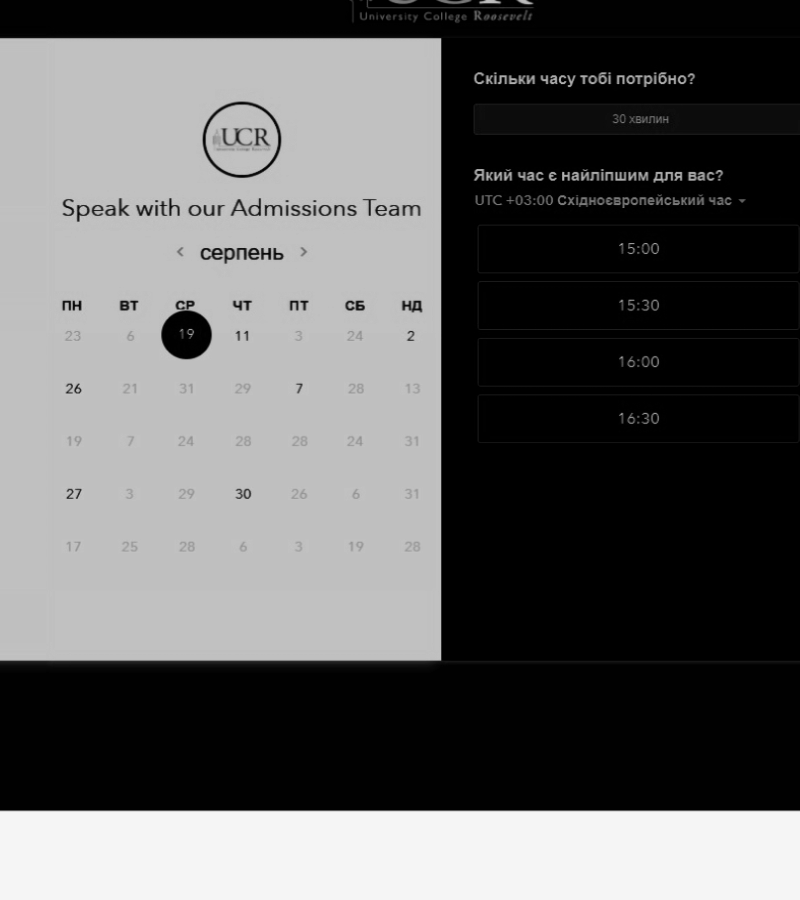 University College Roosevelt
UCR
Speak with our Admissions Team
серпень
ПН ВТ СР ЧТ ПТ СБ НД
23 6 19 11 3 24 2
26 21 31 29 7 28 13
19 7 24 28 28 24 31
27 3 29 30 26 6 31
17 25 28 6 3 19 28
Скільки часу тобі потрібно?
30 хвилин
Який час є найліпшим для вас?
UTC +03:00 Східноєвропейський час
15:00
15:30
16:00
16:30